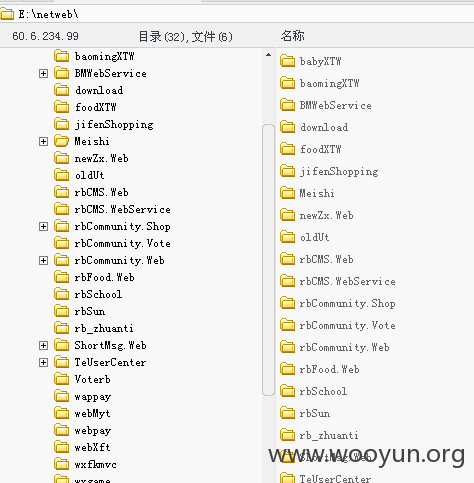 E:\netweb\
60.6.234.99 目录(32),文件(6) 名称
baomingXTW
BMWebService
download
foodXTW
jifenShopping
Meishi
newZx.Web
oldUt
rbCMS.Web
rbCMS.WebService
rbCommunity.Shop
rbCommunity.Vote
rbCommunity.Web
rbFood.Web
rbSchool
rbSun
rb_zhuanti
ShortMsg.Web
TeUserCenter
Voterb
wappay
webMyt
webpay
webXft
wxfkmvc
wxgame
babyXTW
baomingXTW
BMWebService
download
foodXTW
jifenShopping
Meishi
newZx.Web
oldUt
rbCMS.Web
rbCMS.WebService
rbCommunity.Shop
rbCommunity.Vote
rbCommunity.Web
rbFood.Web
rbSchool
rbSun
rb_zhuanti
ShortMsg.Web
TeUserCenter
www.wooyun.org